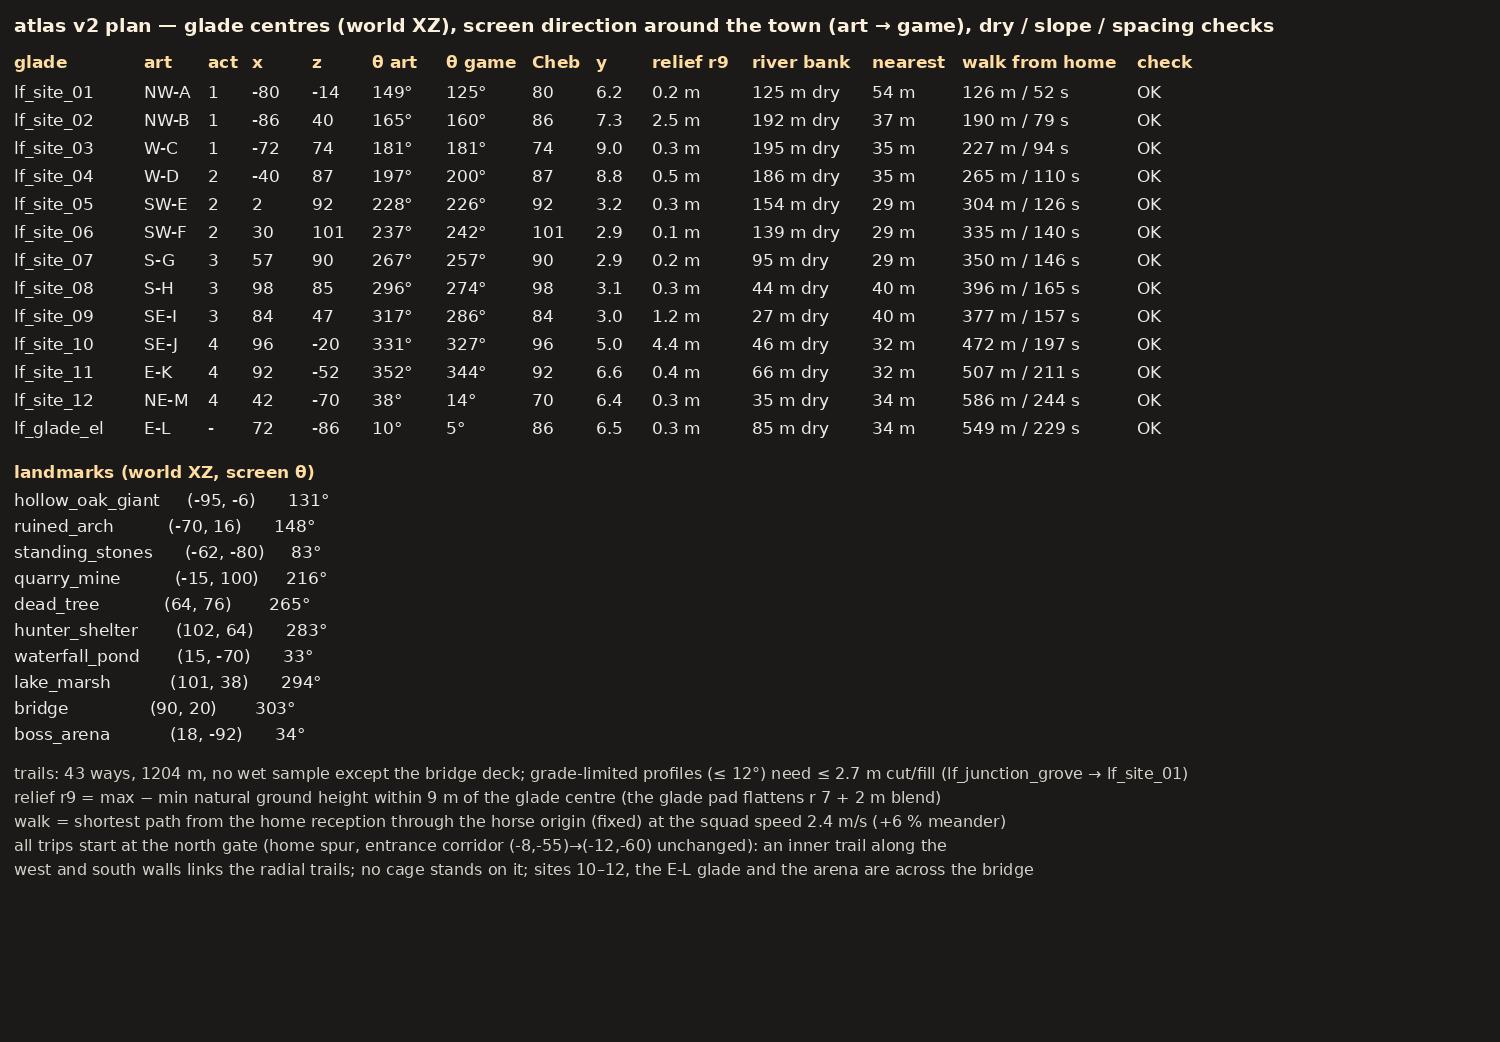 atlas v2 plan — glade centres (world XZ), screen direction around the town (art → game), dry / slope / spacing checks
glade art act x z θ art θ game Cheb y relief r9 river bank nearest walk from home check
lf_site_01 NW-A 1 -80 -14 149° 125° 80 6.2 0.2 m 125 m dry 54 m 126 m / 52 s OK
lf_site_02 NW-B 1 -86 40 165° 160° 86 7.3 2.5 m 192 m dry 37 m 190 m / 79 s OK
lf_site_03 W-C 1 -72 74 181° 181° 74 9.0 0.3 m 195 m dry 35 m 227 m / 94 s OK
lf_site_04 W-D 2 -40 87 197° 200° 87 8.8 0.5 m 186 m dry 35 m 265 m / 110 s OK
lf_site_05 SW-E 2 2 92 228° 226° 92 3.2 0.3 m 154 m dry 29 m 304 m / 126 s OK
lf_site_06 SW-F 2 30 101 237° 242° 101 2.9 0.1 m 139 m dry 29 m 335 m / 140 s OK
lf_site_07 S-G 3 57 90 267° 257° 90 2.9 0.2 m 95 m dry 29 m 350 m / 146 s OK
lf_site_08 S-H 3 98 85 296° 274° 98 3.1 0.3 m 44 m dry 40 m 396 m / 165 s OK
lf_site_09 SE-I 3 84 47 317° 286° 84 3.0 1.2 m 27 m dry 40 m 377 m / 157 s OK
lf_site_10 SE-J 4 96 -20 331° 327° 96 5.0 4.4 m 46 m dry 32 m 472 m / 197 s OK
lf_site_11 E-K 4 92 -52 352° 344° 92 6.6 0.4 m 66 m dry 32 m 507 m / 211 s OK
lf_site_12 NE-M 4 42 -70 38° 14° 70 6.4 0.3 m 35 m dry 34 m 586 m / 244 s OK
lf_glade_el E-L - 72 -86 10° 5° 86 6.5 0.3 m 85 m dry 34 m 549 m / 229 s OK
landmarks (world XZ, screen θ)
hollow_oak_giant (-95, -6) 131°
ruined_arch (-70, 16) 148°
standing_stones (-62, -80) 83°
quarry_mine (-15, 100) 216°
dead_tree (64, 76) 265°
hunter_shelter (102, 64) 283°
waterfall_pond (15, -70) 33°
lake_marsh (101, 38) 294°
bridge (90, 20) 303°
boss_arena (18, -92) 34°
trails: 43 ways, 1204 m, no wet sample except the bridge deck; grade-limited profiles (≤ 12°) need ≤ 2.7 m cut/fill (lf_junction_grove → lf_site_01)
relief r9 = max − min natural ground height within 9 m of the glade centre (the glade pad flattens r 7 + 2 m blend)
walk = shortest path from the home reception through the horse origin (fixed) at the squad speed 2.4 m/s (+6 % meander)
all trips start at the north gate (home spur, entrance corridor (-8,-55)→(-12,-60) unchanged): an inner trail along the
west and south walls links the radial trails; no cage stands on it; sites 10–12, the E-L glade and the arena are across the bridge